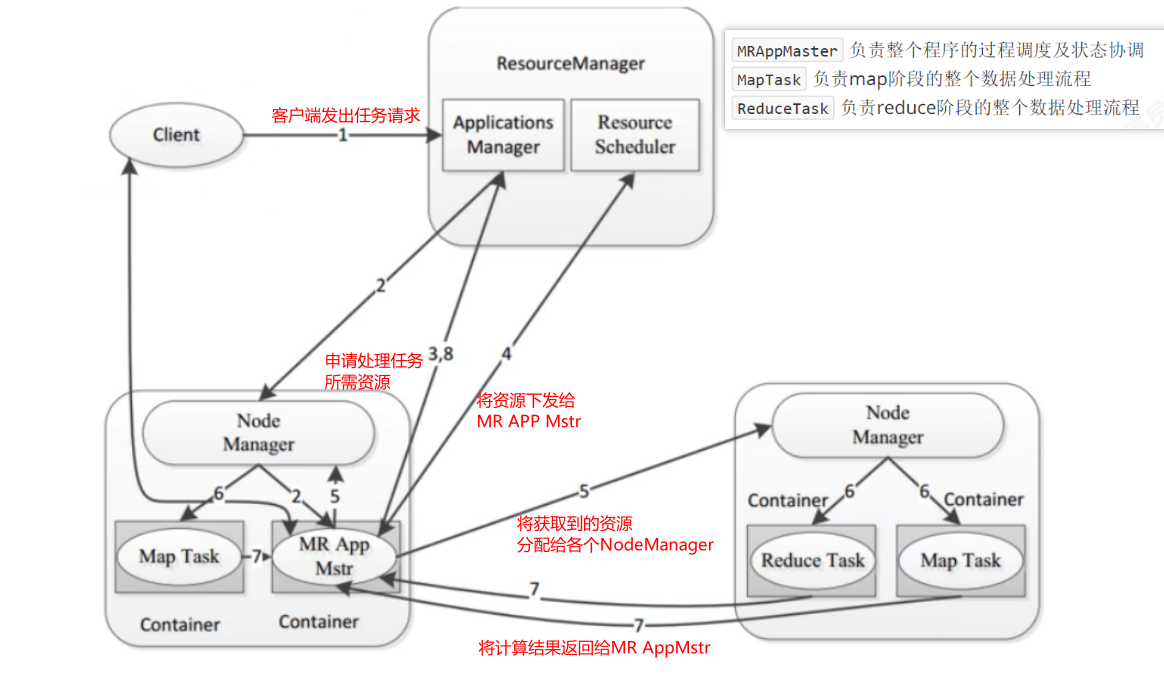 ResourceManager
MRAppMaster 负责整个程序的过程调度及状态协调
MapTask 负责map阶段的整个数据处理流程
ReduceTask 负责reduce阶段的整个数据处理流程
客户端发出任务请求
Client
1
Applications
Manager
Resource
Scheduler
2
3,8
4
申请处理任务
所需资源
将资源下发给
MR APP Mstr
Node
Manager
6
2
5
Map Task
7
MR App
Mstr
Container
Container
5
将获取到的资源
分配给各个NodeManager
Node
Manager
Container
6
6
Container
Reduce Task
Map Task
7
7
将计算结果返回给MR AppMstr